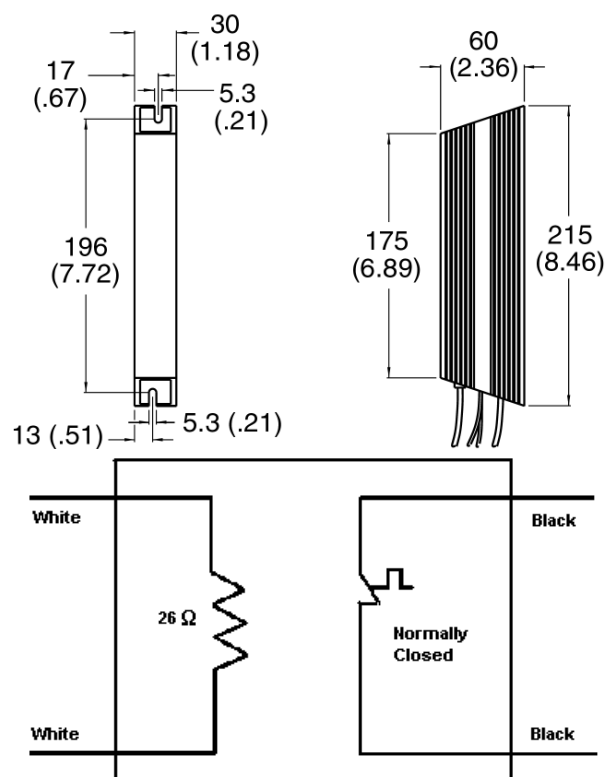 30
(1.18)
17
(.67)
5.3
(.21)
196
(7.72)
13 (.51)
5.3 (.21)
60
(2.36)
175
(6.89)
215
(8.46)
White
Black
26 Ω
Normally
Closed
White
Black